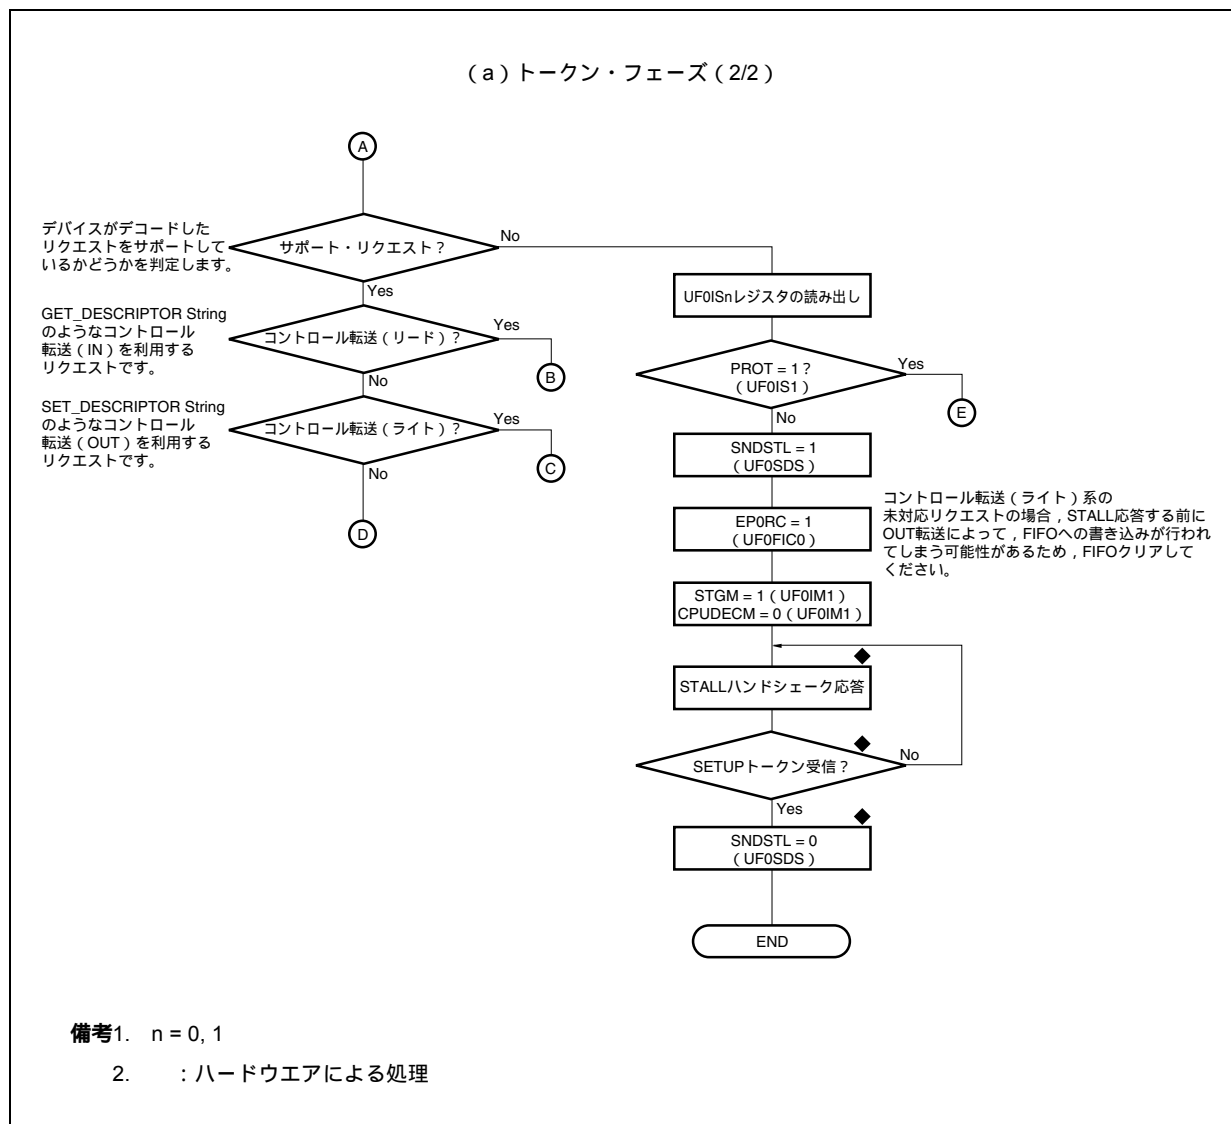 （a）トークン・フェーズ（2/2）
A
デバイスがデコードした
リクエストをサポートして
いるかどうかを判定します。
サポート・リクエスト？
No
Yes
GET_DESCRIPTOR String
のようなコントロール
転送（IN）を利用する
リクエストです。
コントロール転送（リード）？
Yes
B
No
SET_DESCRIPTOR String
のようなコントロール
転送（OUT）を利用する
リクエストです。
コントロール転送（ライト）？
Yes
C
No
D
UF0ISnレジスタの読み出し
PROT = 1？
（UF0IS1）
Yes
E
No
SNDSTL = 1
（UF0SDS）
EP0RC = 1
（UF0FIC0）
コントロール転送（ライト）系の
未対応リクエストの場合，STALL応答する前に
OUT転送によって，FIFOへの書き込みが行われ
てしまう可能性があるため，FIFOクリアして
ください。
STGM = 1（UF0IM1）
CPUDECM = 0（UF0IM1）
STALLハンドシェーク応答
SETUPトークン受信？
No
Yes
SNDSTL = 0
（UF0SDS）
END
備考1. n = 0, 1
2. ：ハードウエアによる処理